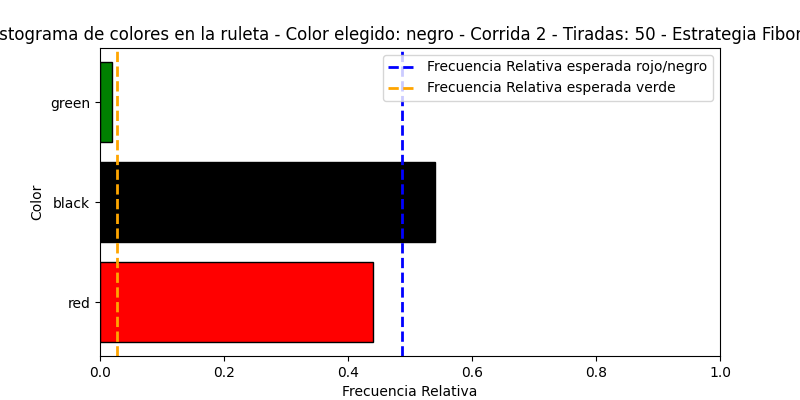 stograma de colores en la ruleta - Color elegido: negro - Corrida 2 - Tiradas: 50 - Estrategia Fibor
Frecuencia Relativa esperada rojo/negro
Frecuencia Relativa esperada verde
green
black
red
Color
0.0 0.2 0.4 0.6 0.8 1.0
Frecuencia Relativa